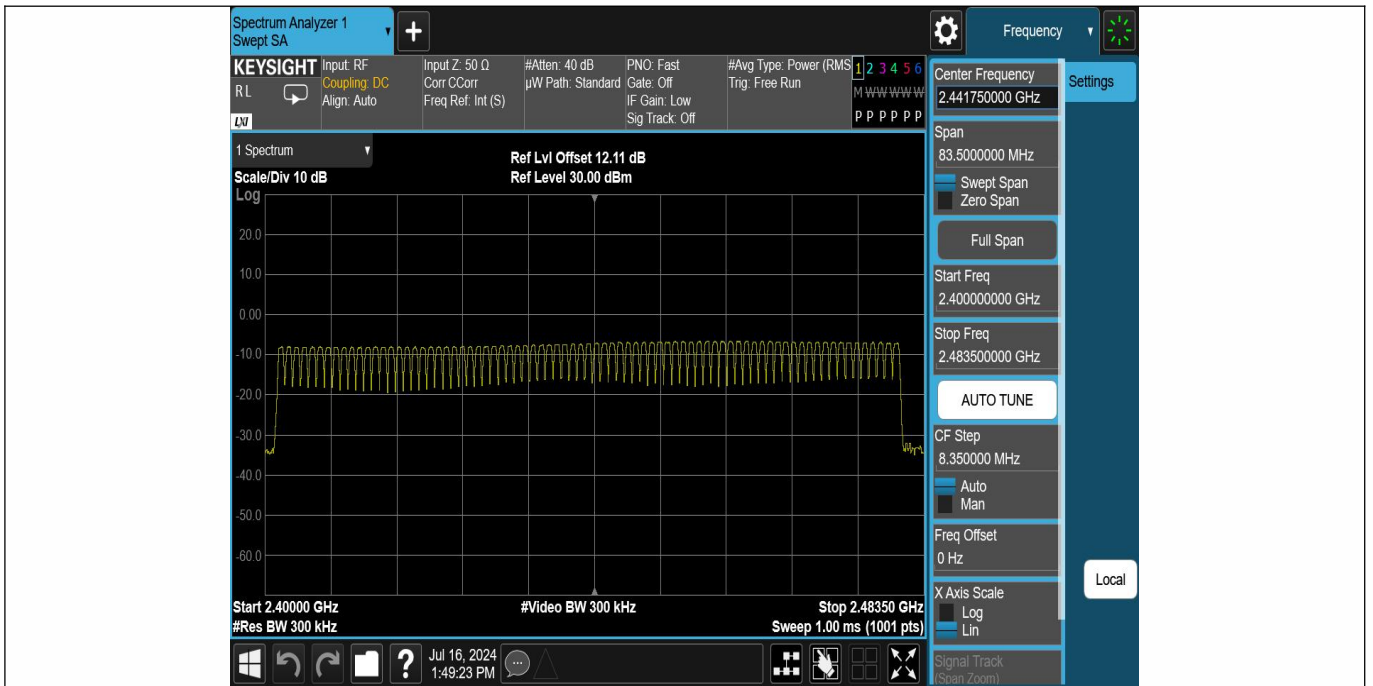 Spectrum Analyzer 1
Swept SA
+
Frequency
KEYSIGHT
RL
LXI
Input: RF
Coupling: DC
Align: Auto
Input Z: 50 Ω
Corr CCorr
Freq Ref: Int (S)
#Atten: 40 dB
µW Path: Standard
PNO: Fast
Gate: Off
IF Gain: Low
Sig Track: Off
#Avg Type: Power (RMS
Trig: Free Run
1 2 3 4 5 6
M W W W W W
P P P P P P
Center Frequency
2.441750000 GHz
Settings
Span
83.5000000 MHz
Swept Span
Zero Span
Full Span
Start Freq
2.400000000 GHz
Stop Freq
2.483500000 GHz
AUTO TUNE
CF Step
8.350000 MHz
Auto
Man
Freq Offset
0 Hz
X Axis Scale
Log
Lin
Signal Track
(Span Zoom)
Local
1 Spectrum
Scale/Div 10 dB
Ref Lvl Offset 12.11 dB
Ref Level 30.00 dBm
Log
20.0
10.0
0.00
-10.0
-20.0
-30.0
-40.0
-50.0
-60.0
Start 2.40000 GHz
#Res BW 300 kHz
#Video BW 300 kHz
Stop 2.48350 GHz
Sweep 1.00 ms (1001 pts)
?
Jul 16, 2024
1:49:23 PM